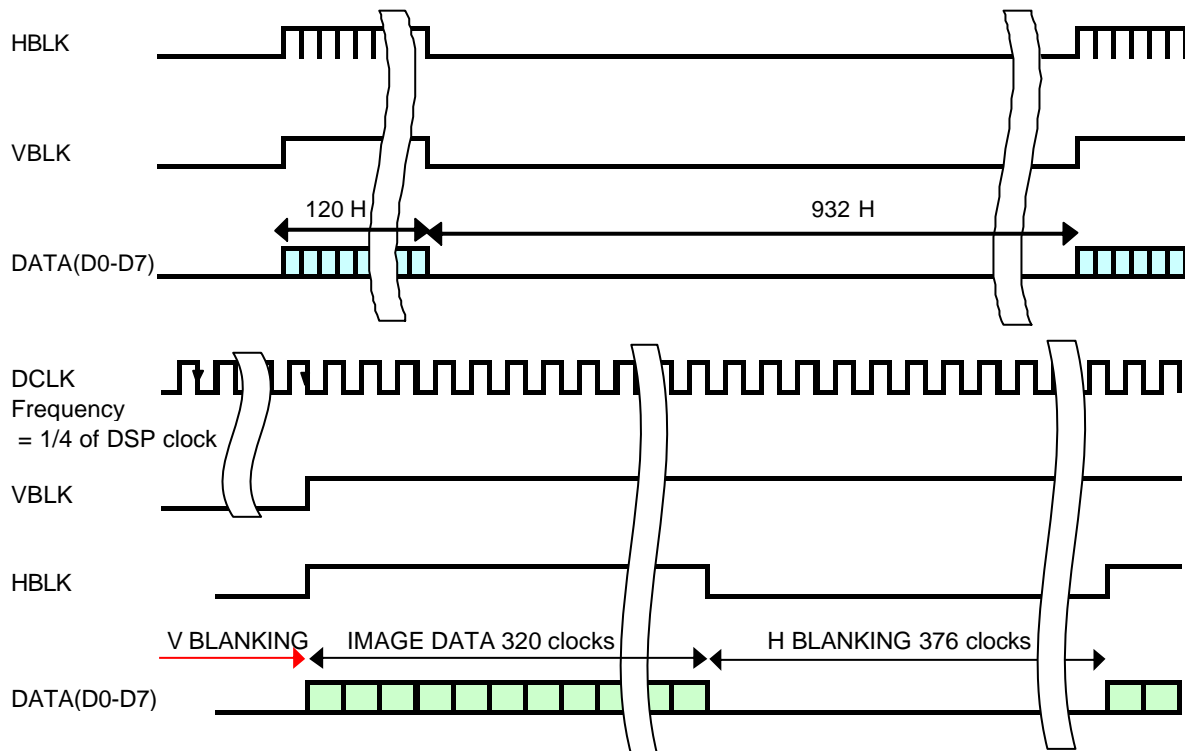 HBLK
VBLK
120 H
932 H
DATA(D0-D7)
DCLK
Frequency
= 1/4 of DSP clock
VBLK
HBLK
V BLANKING
IMAGE DATA 320 clocks
H BLANKING 376 clocks
DATA(D0-D7)